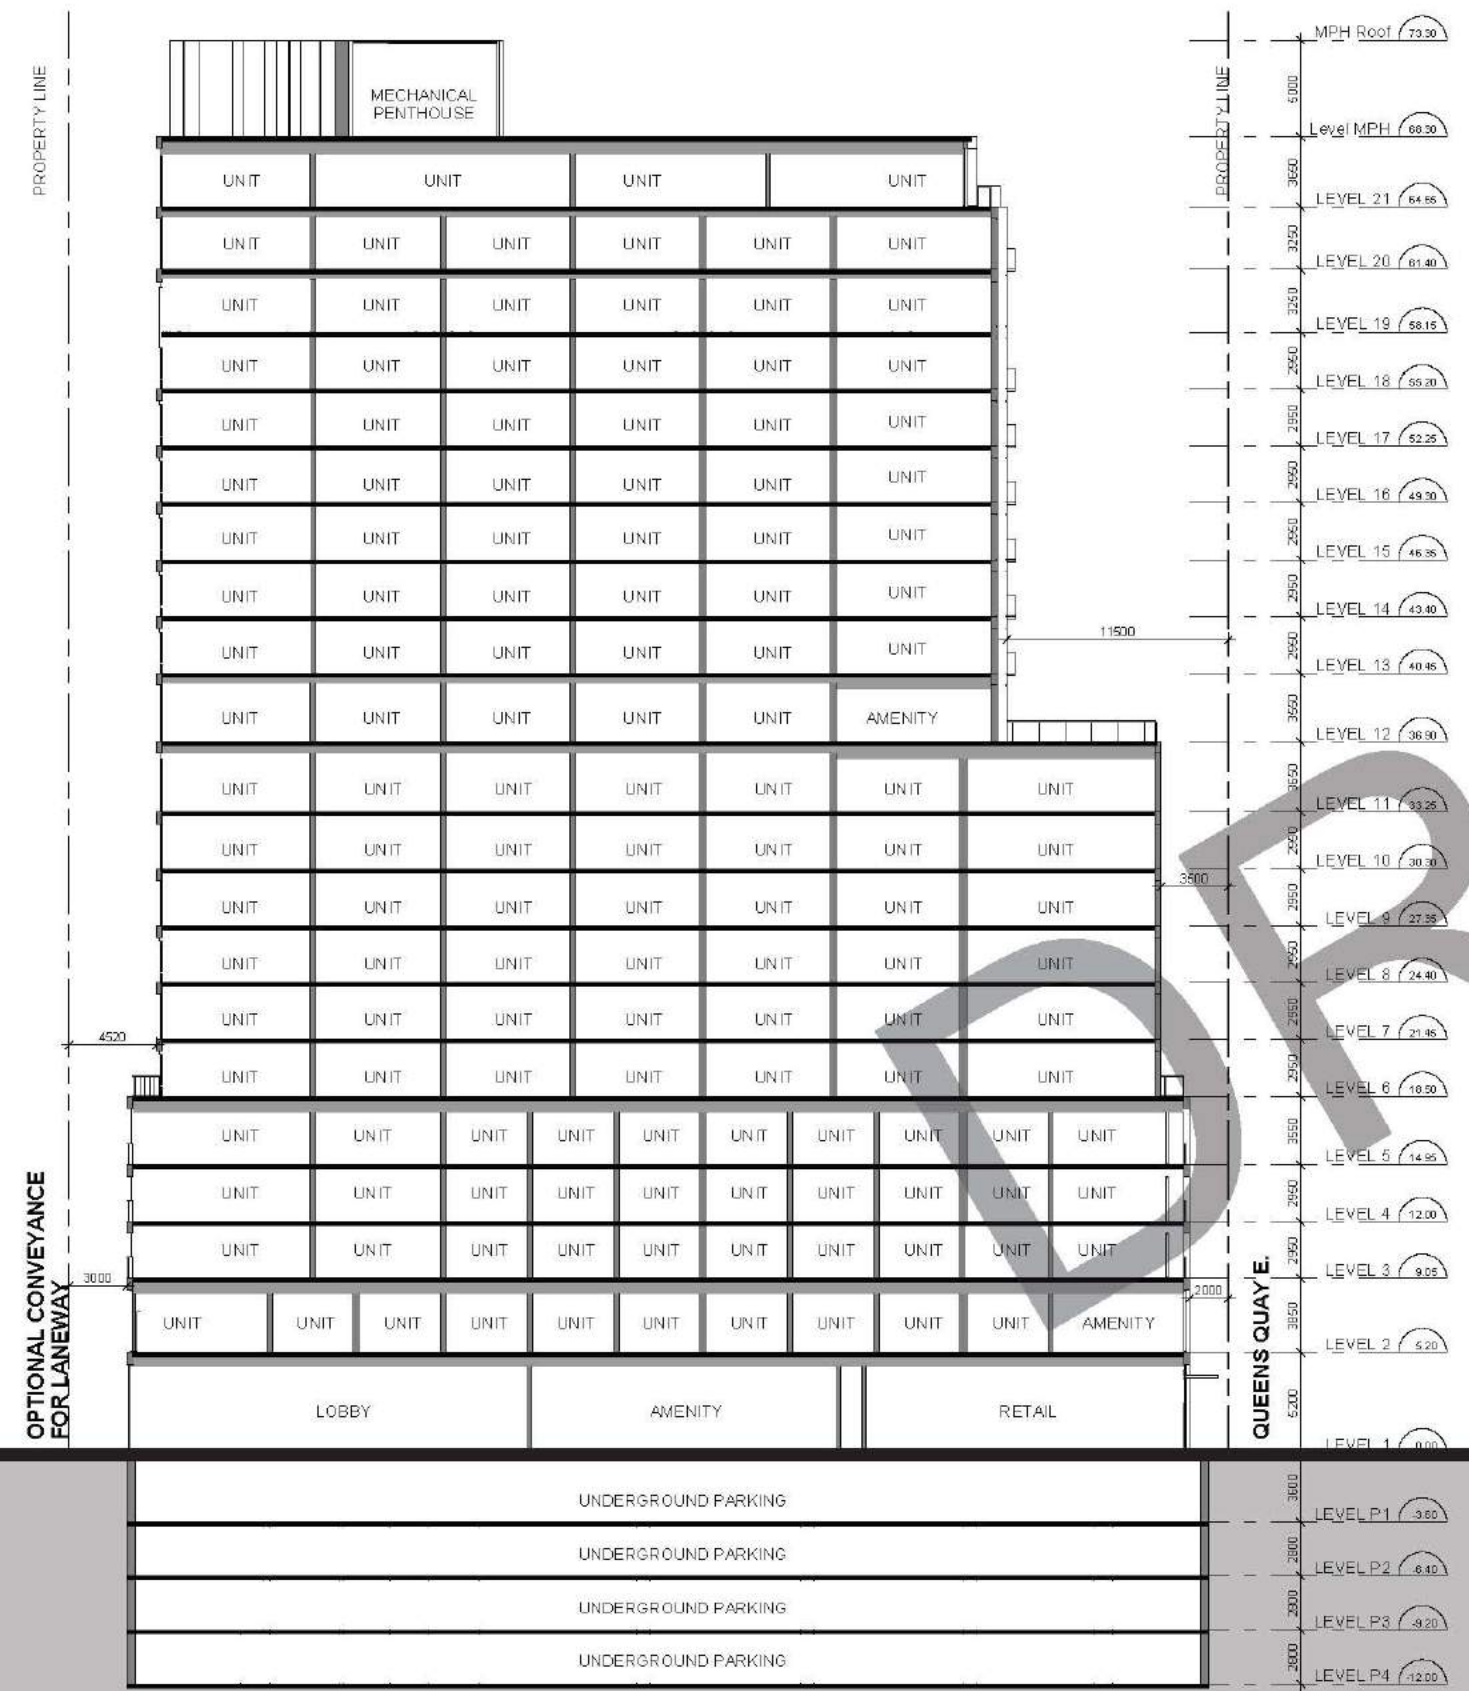 MPH Roof 73.30
PROPERTY LINE
PROPERTY LINE
5000
MECHANICAL
PENTHOUSE
Level MPH 68.30
UNIT UNIT UNIT UNIT
LEVEL 21 64.65
3250
UNIT UNIT UNIT UNIT UNIT UNIT
LEVEL 20 61.40
3250
UNIT UNIT UNIT UNIT UNIT UNIT
LEVEL 19 58.15
2950
UNIT UNIT UNIT UNIT UNIT UNIT
LEVEL 18 55.20
2950
UNIT UNIT UNIT UNIT UNIT UNIT
LEVEL 17 52.25
2950
UNIT UNIT UNIT UNIT UNIT UNIT
LEVEL 16 49.30
2950
UNIT UNIT UNIT UNIT UNIT UNIT
LEVEL 15 46.35
2950
UNIT UNIT UNIT UNIT UNIT UNIT
LEVEL 14 43.40
11500
2950
UNIT UNIT UNIT UNIT UNIT UNIT
LEVEL 13 40.45
3550
UNIT UNIT UNIT UNIT UNIT AMENITY
LEVEL 12 36.90
UNIT UNIT UNIT UNIT UNIT UNIT UNIT
LEVEL 11 33.25
2950
UNIT UNIT UNIT UNIT UNIT UNIT UNIT
LEVEL 10 30.30
3500
2950
UNIT UNIT UNIT UNIT UNIT UNIT UNIT
LEVEL 9 27.35
2950
UNIT UNIT UNIT UNIT UNIT UNIT UNIT
LEVEL 8 24.40
2950
UNIT UNIT UNIT UNIT UNIT UNIT UNIT
LEVEL 7 21.45
4520
2950
UNIT UNIT UNIT UNIT UNIT UNIT UNIT
LEVEL 6 18.50
3550
UNIT UNIT UNIT UNIT UNIT UNIT UNIT UNIT UNIT UNIT
LEVEL 5 14.95
2950
UNIT UNIT UNIT UNIT UNIT UNIT UNIT UNIT UNIT UNIT
LEVEL 4 12.00
2950
UNIT UNIT UNIT UNIT UNIT UNIT UNIT UNIT UNIT UNIT
LEVEL 3 9.05
3000
2000
3850
UNIT UNIT UNIT UNIT UNIT UNIT UNIT UNIT UNIT UNIT AMENITY
LEVEL 2 5.20
OPTIONAL CONVEYANCE
FOR LANEWAY
QUEENS QUAY E.
5200
LOBBY AMENITY RETAIL
LEVEL 1 0.00
3600
UNDERGROUND PARKING
LEVEL P1 -3.60
2800
UNDERGROUND PARKING
LEVEL P2 -6.40
2800
UNDERGROUND PARKING
LEVEL P3 -9.20
2800
UNDERGROUND PARKING
LEVEL P4 -12.00
DR